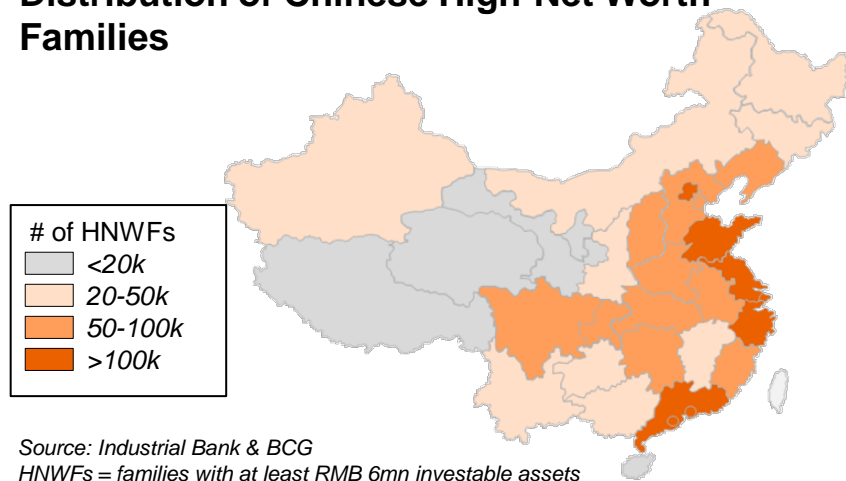 Distribution of Chinese High Net Worth
Families
# of HNWFs
<20k
20-50k
50-100k
>100k
Source: Industrial Bank & BCG
HNWFs = families with at least RMB 6mn investable assets